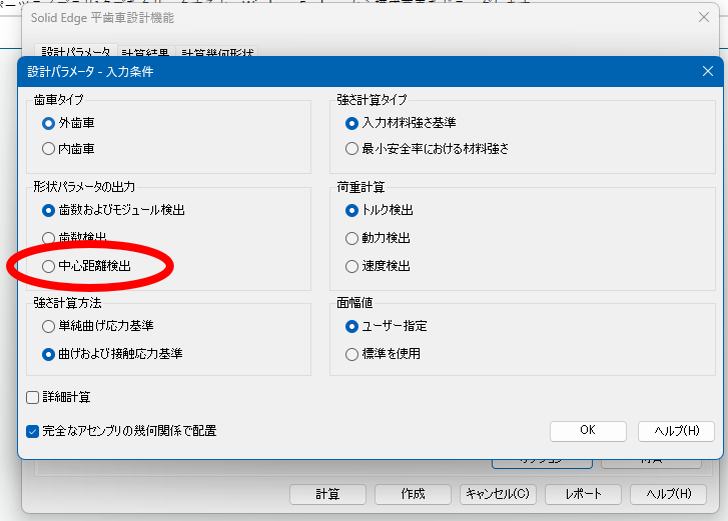 Solid Edge 平歯車設計機能
設計パラメータ 計算結果 計算幾何形状
設計パラメータ - 入力条件
歯車タイプ
外歯車
内歯車
強さ計算タイプ
入力材料強さ基準
最小安全率における材料強さ
形状パラメータの出力
歯数およびモジュール検出
歯数検出
中心距離検出
荷重計算
トルク検出
動力検出
速度検出
強さ計算方法
単純曲げ応力基準
曲げおよび接触応力基準
面幅値
ユーザー指定
標準を使用
詳細計算
完全なアセンブリの幾何関係で配置
OK
ヘルプ(H)
計算
作成
キャンセル(C)
レポート
ヘルプ(H)